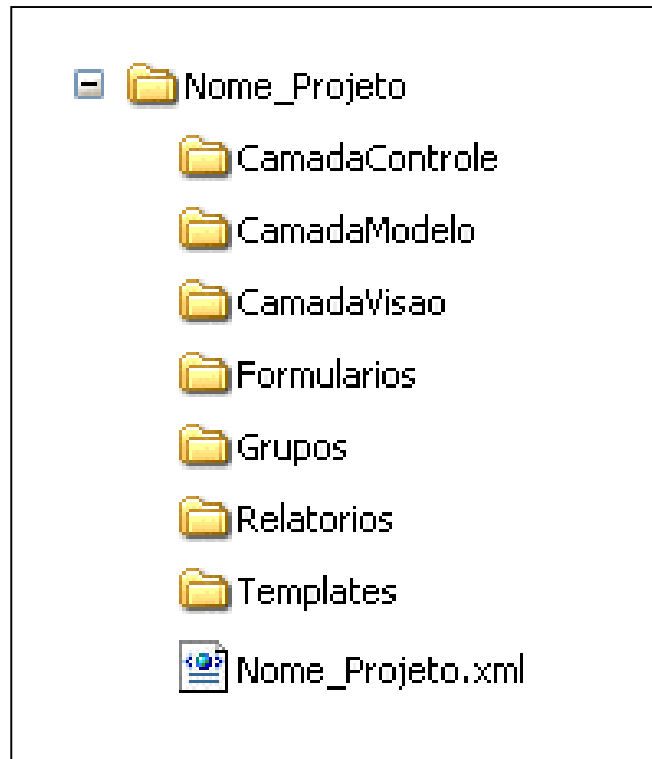 Nome_Projeto
CamadaControle
CamadaModelo
CamadaVisao
Formularios
Grupos
Relatorios
Templates
Nome_Projeto.xml